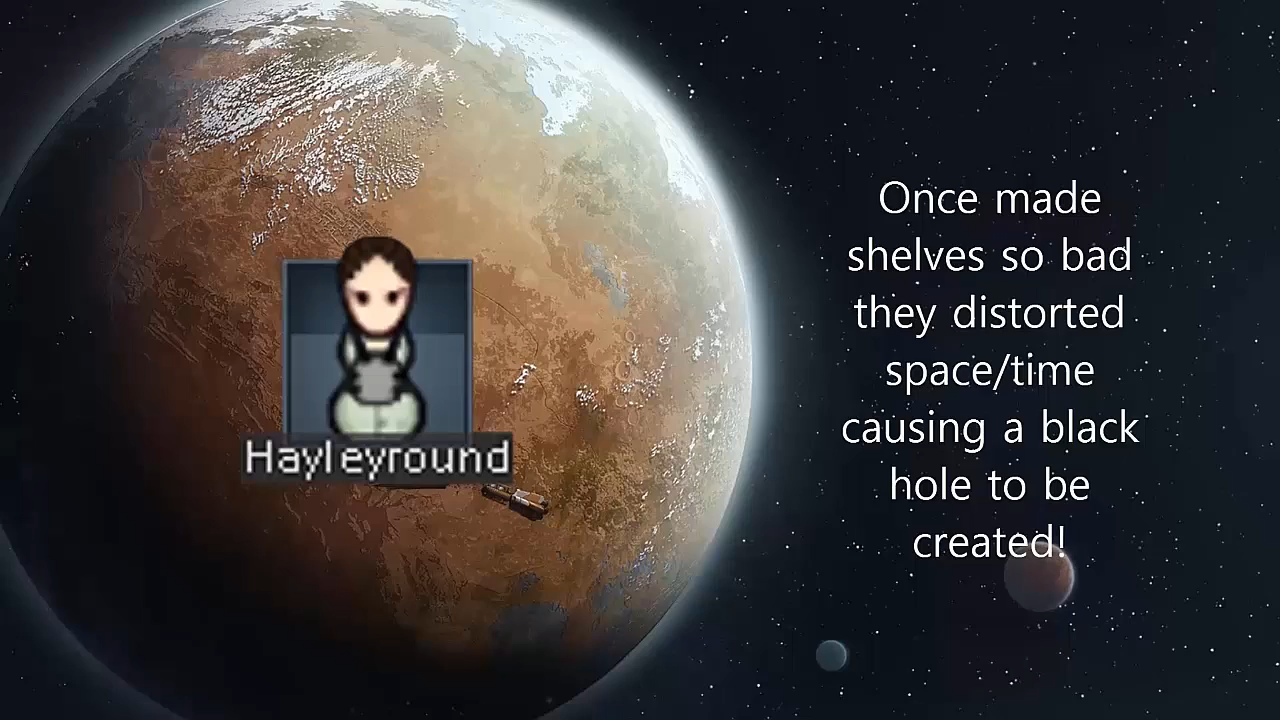 Once made
shelves so bad
they distorted
space/time
causing a black
hole to be
created!
Hayleyround